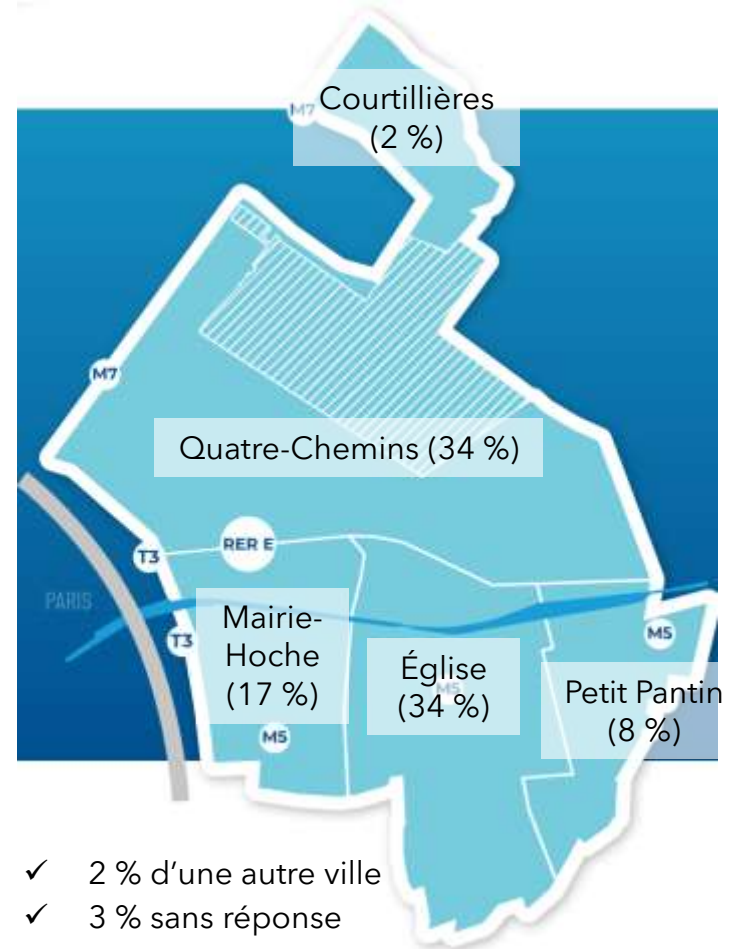 Courtillières
(2 %)
M7
M7
Quatre-Chemins (34 %)
RER E
T3
PARIS
T3
Mairie-
Hoche
(17 %)
M5
Église
(34 %)
M5
M5
Petit Pantin
(8 %)
✓ 2 % d’une autre ville
✓ 3 % sans réponse